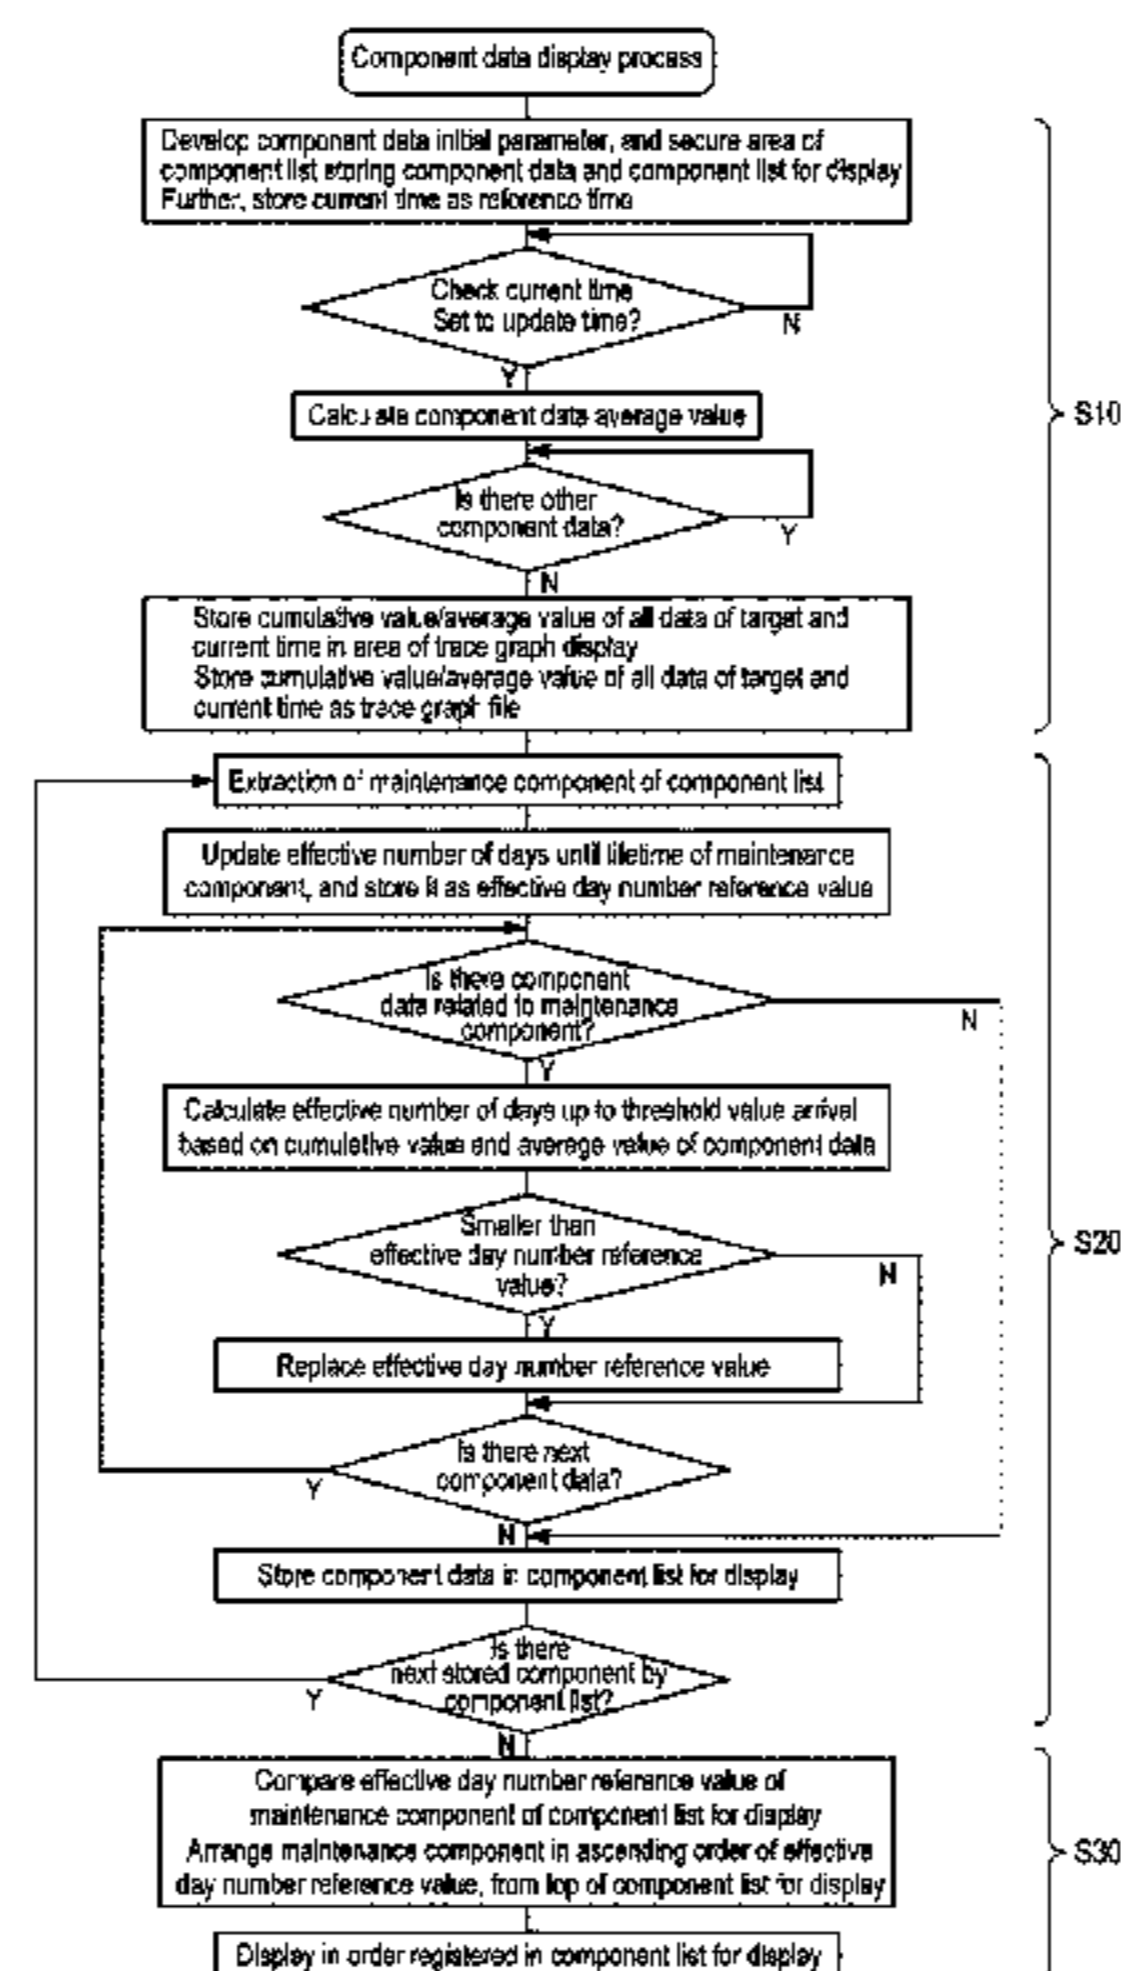 Component data display process
Develop component data initial parameter, and secure area of
component list storing component data and component list for display
Further, store current time as reference time
Check current time
Set to update time?
N
Y
Calculate component data average value
S10
Is there other
component data?
Y
N
Store cumulative value/average value of all data of target and
current time in area of trace graph display
Store cumulative value/average value of all data of target and
current time as trace graph file
Extraction of maintenance component of component list
Update effective number of days until lifetime of maintenance
component, and store it as effective day number reference value
Is there component
data related to maintenance
component?
N
Y
Calculate effective number of days up to threshold value arrival
based on cumulative value and average value of component data
Smaller than
effective day number reference
value?
S20
N
Y
Replace effective day number reference value
Is there next
component data?
Y
N
Store component data in component list for display
Is there
next stored component by
component list?
Y
N
Compare effective day number reference value of
maintenance component of component list for display
Arrange maintenance component in ascending order of effective
day number reference value, from top of component list for display
S30
Display in order registered in component list for display